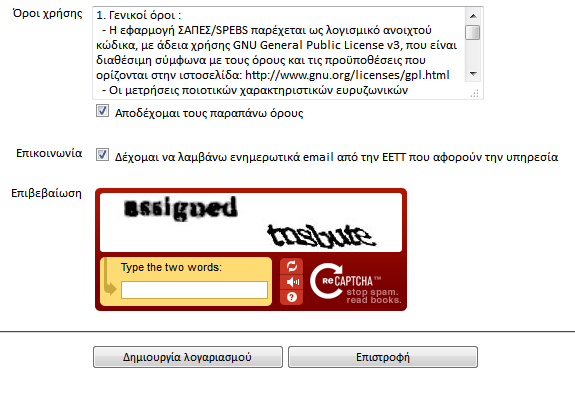 Όροι χρήσης
1. Γενικοί όροι :
- Η εφαρμογή ΣΑΠΕΣ/SPEBS παρέχεται ως λογισμικό ανοιχτού
κώδικα, με άδεια χρήσης GNU General Public License v3, που είναι
διαθέσιμη σύμφωνα με τους όρους και τις προϋποθέσεις που
ορίζονται στην ιστοσελίδα: http://www.gnu.org/licenses/gpl.html
- Οι μετρήσεις ποιοτικών χαρακτηριστικών ευρυζωνικών
Αποδέχομαι τους παραπάνω όρους
Επικοινωνία
Δέχομαι να λαμβάνω ενημερωτικά email από την ΕΕΤΤ που αφορούν την υπηρεσία
Επιβεβαίωση
assigned
Type the two words:
reCAPTCHA™
stop spam.
read books.
Δημιουργία λογαριασμού
Επιστροφή